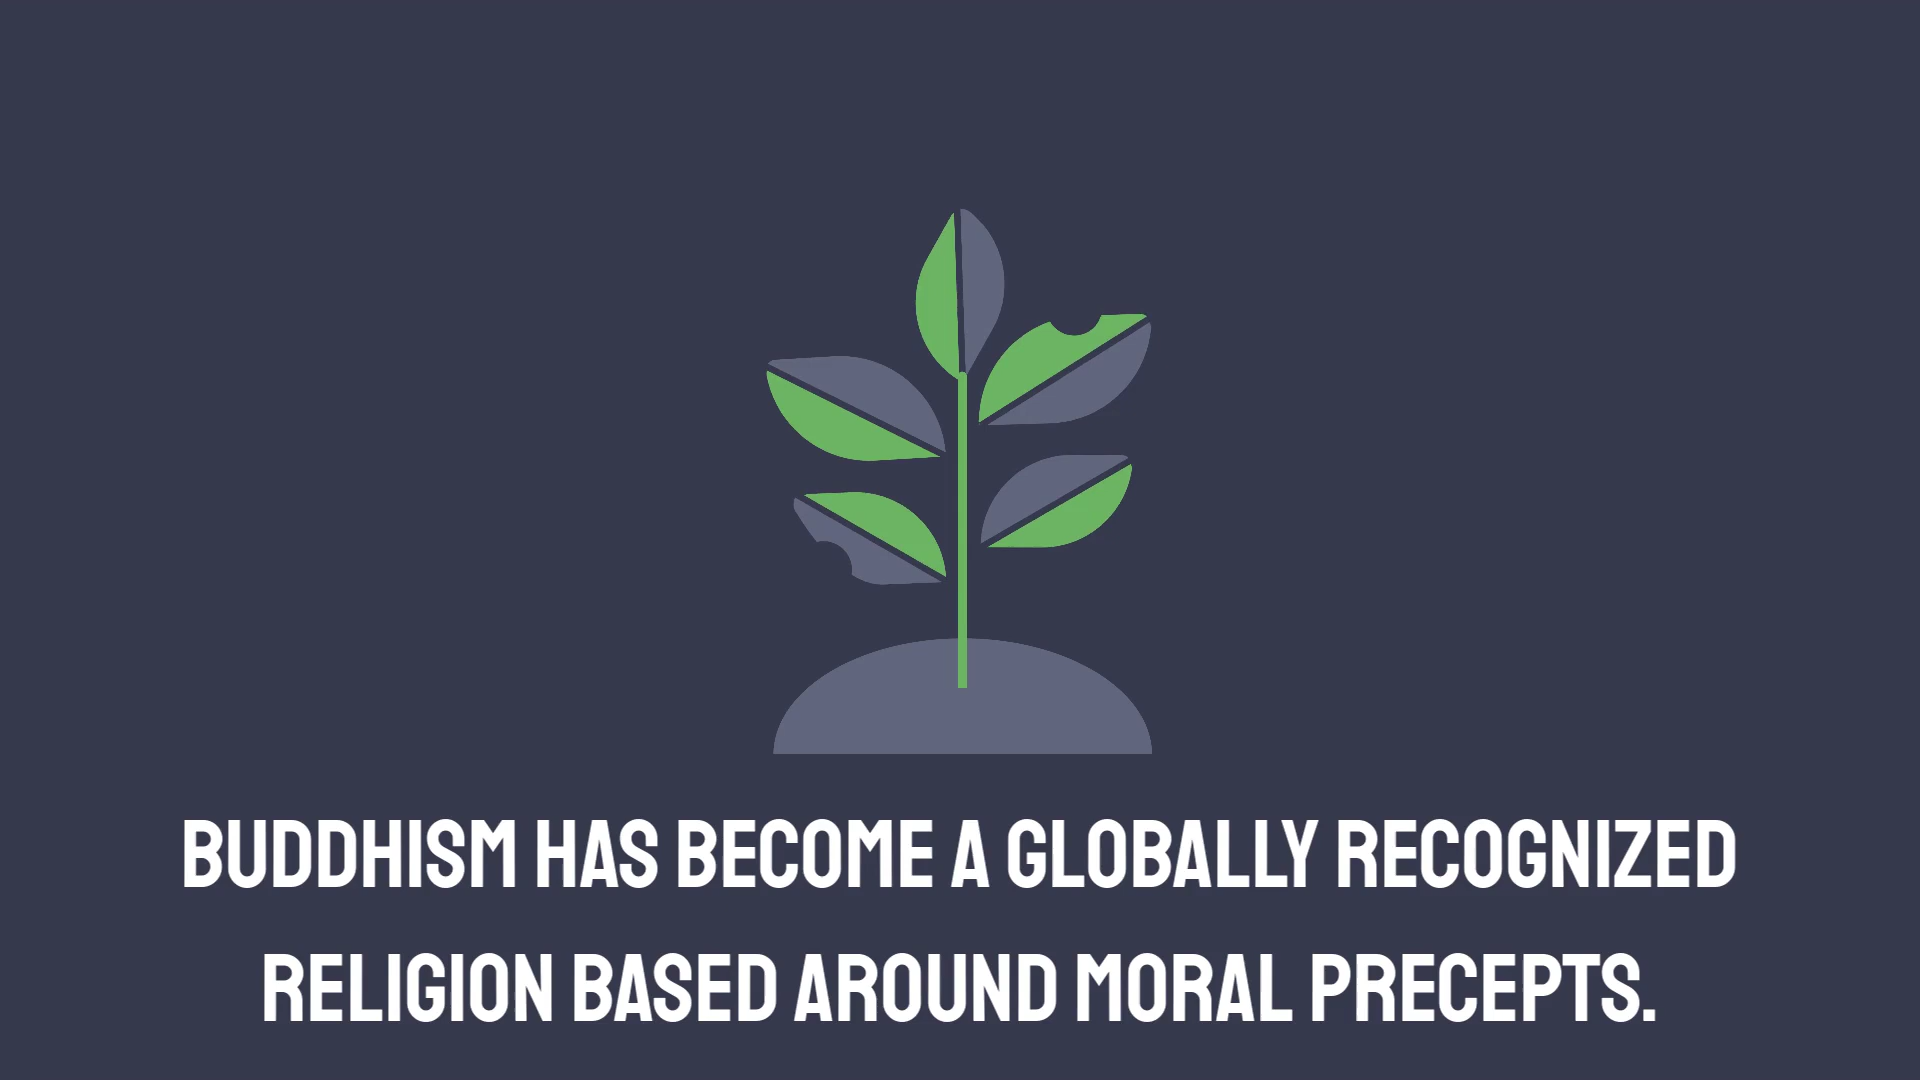 BUDDHISM HAS BECOME A GLOBALLY RECOGNIZED
RELIGION BASED AROUND MORAL PRECEPTS.